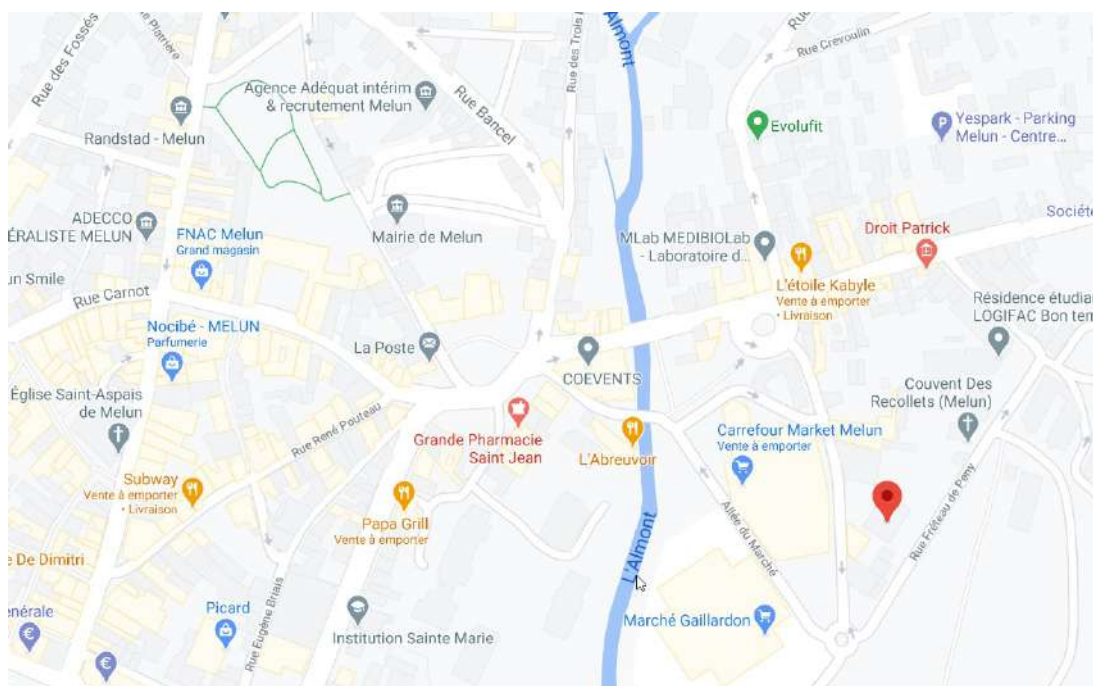 Rue des Fossés
Platrière
Randstad - Melun
Agence Adéquat intérim
& recrutement Melun
Rue Bancel
Rue des Trois
L'Almont
Rue Crevoulin
Evolufit
Yespark - Parking
Melun - Centre...
ADECCO
ÉRALISTE MELUN
FNAC Melun
Grand magasin
Mairie de Melun
MLab MEDIBIOLab
- Laboratoire d...
Droit Patrick
Société
un Smile
Rue Carnot
L'étoile Kabyle
Vente à emporter
• Livraison
Résidence étudia
LOGIFAC Bon tem
Nocibé - MELUN
Parfumerie
La Poste
COEVENTS
Église Saint-Aspais
de Melun
Rue René Pouteau
Grande Pharmacie
Saint Jean
L'Abreuvoir
Carrefour Market Melun
Vente à emporter
Couvent Des
Recollets (Melun)
Subway
Vente à emporter
• Livraison
Papa Grill
Vente à emporter
Allée du Marché
Rue Fréteau de Peny
e De Dimitri
L'Almont
énérale
Picard
Rue Eugène Briais
Institution Sainte Marie
Marché Gaillardon